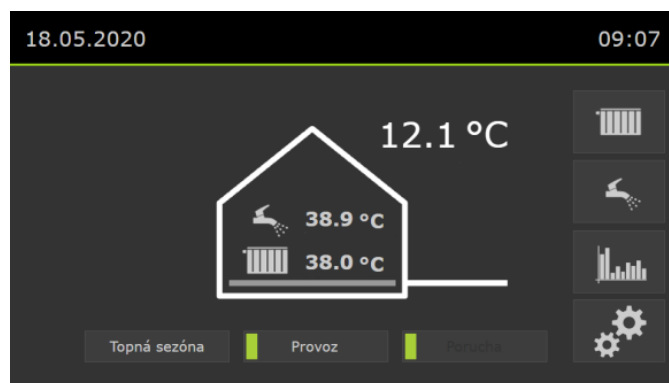 18.05.2020 09:07
12.1 °C
38.9 °C
38.0 °C
Topná sezóna Provoz Porucha